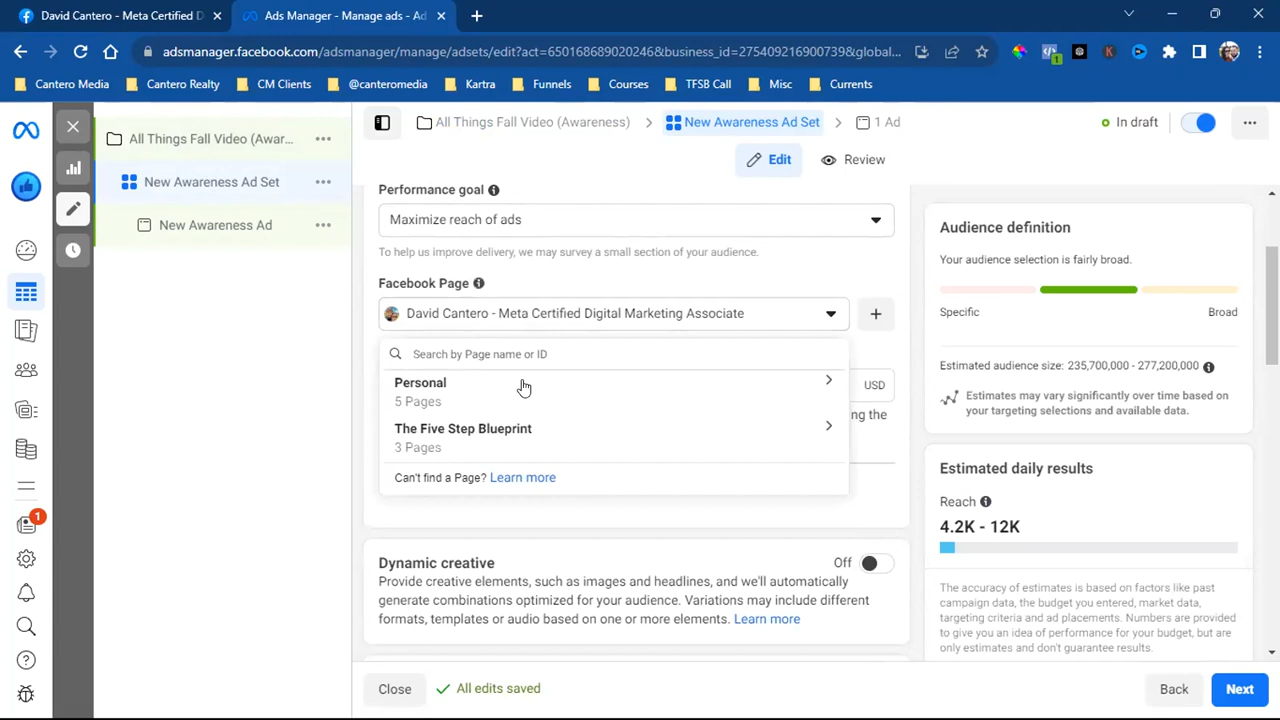 David Cantero - Meta Certified D
Ads Manager - Manage ads - Ad
adsmanager.facebook.com/adsmanager/manage/adsets/edit?act=650168689020246&business_id=2754092169007739&global...
Cantero Media
Cantero Realty
CM Clients
@canteromedia
Kartra
Funnels
Courses
TFSB Call
Misc
Currents
All Things Fall Video (Awar...
New Awareness Ad Set
New Awareness Ad
All Things Fall Video (Awareness)
New Awareness Ad Set
1 Ad
In draft
Edit
Review
Performance goal
Maximize reach of ads
To help us improve delivery, we may survey a small section of your audience.
Facebook Page
David Cantero - Meta Certified Digital Marketing Associate
Search by Page name or ID
Personal
5 Pages
The Five Step Blueprint
3 Pages
Can't find a Page? Learn more
USD
ng the
Dynamic creative
Off
Provide creative elements, such as images and headlines, and we'll automatically
generate combinations optimized for your audience. Variations may include different
formats, templates or audio based on one or more elements. Learn more
Audience definition
Your audience selection is fairly broad.
Specific
Broad
Estimated audience size: 235,700,000 - 277,200,000
Estimates may vary significantly over time based on
your targeting selections and available data.
Estimated daily results
Reach
4.2K - 12K
The accuracy of estimates is based on factors like past
campaign data, the budget you entered, market data,
targeting criteria and ad placements. Numbers are provided
to give you an idea of performance for your budget, but are
only estimates and don't guarantee results.
1
1
Close
All edits saved
Back
Next